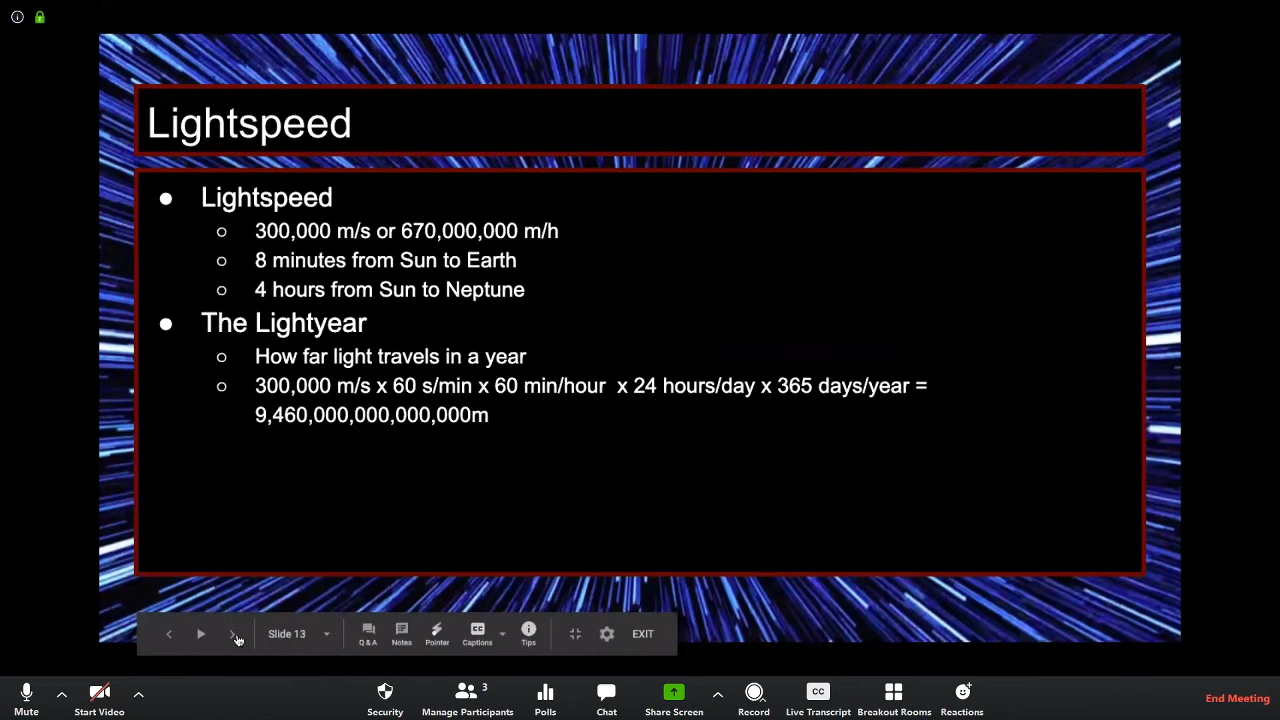 Lightspeed
● Lightspeed
○ 300,000 m/s or 670,000,000 m/h
○ 8 minutes from Sun to Earth
○ 4 hours from Sun to Neptune
● The Lightyear
○ How far light travels in a year
○ 300,000 m/s x 60 s/min x 60 min/hour x 24 hours/day x 365 days/year =
9,460,000,000,000,000m
Slide 13
Q & A Notes Pointer CC Captions Tips EXIT
Mute Start Video Security Manage Participants 3 Polls Chat Share Screen Record CC Live Transcript Breakout Rooms Reactions End Meeting